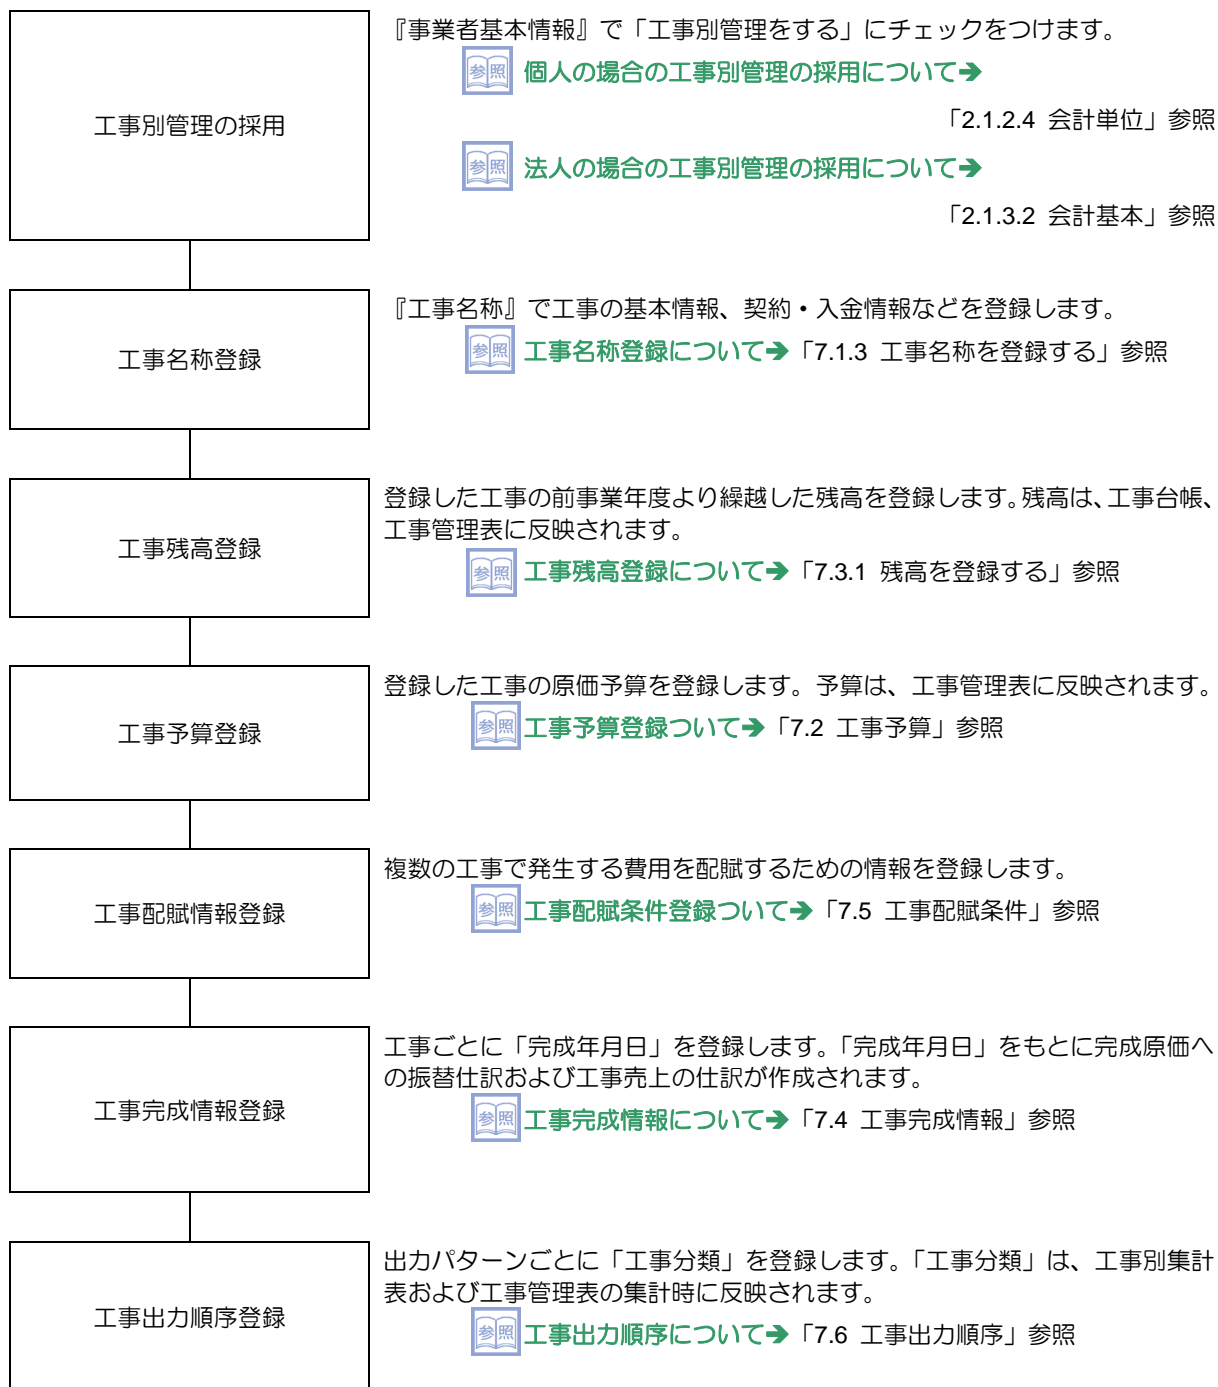 工事別管理の採用
『事業者基本情報』で「工事別管理をする」にチェックをつけます。
参照 個人の場合の工事別管理の採用について➔
「2.1.2.4 会計単位」参照
参照 法人の場合の工事別管理の採用について➔
「2.1.3.2 会計基本」参照
工事名称登録
『工事名称』で工事の基本情報、契約・入金情報などを登録します。
参照 工事名称登録について➔「7.1.3 工事名称を登録する」参照
工事残高登録
登録した工事の前事業年度より繰越した残高を登録します。残高は、工事台帳、
工事管理表に反映されます。
参照 工事残高登録について➔「7.3.1 残高を登録する」参照
工事予算登録
登録した工事の原価予算を登録します。予算は、工事管理表に反映されます。
参照 工事予算登録ついて➔「7.2 工事予算」参照
工事配賦情報登録
複数の工事で発生する費用を配賦するための情報を登録します。
参照 工事配賦条件登録ついて➔「7.5 工事配賦条件」参照
工事完成情報登録
工事ごとに「完成年月日」を登録します。「完成年月日」をもとに完成原価へ
の振替仕訳および工事売上の仕訳が作成されます。
参照 工事完成情報について➔「7.4 工事完成情報」参照
工事出力順序登録
出力パターンごとに「工事分類」を登録します。「工事分類」は、工事別集計
表および工事管理表の集計時に反映されます。
参照 工事出力順序について➔「7.6 工事出力順序」参照